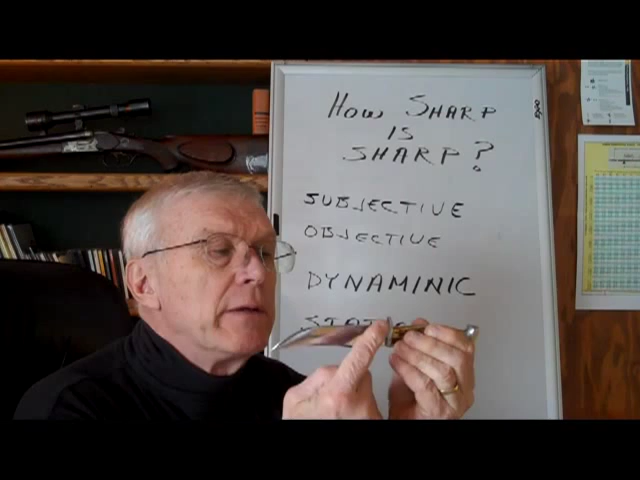 How SHARP
IS
SHARP?
SUBJECTIVE
OBJECTIVE
DYNAMINIC